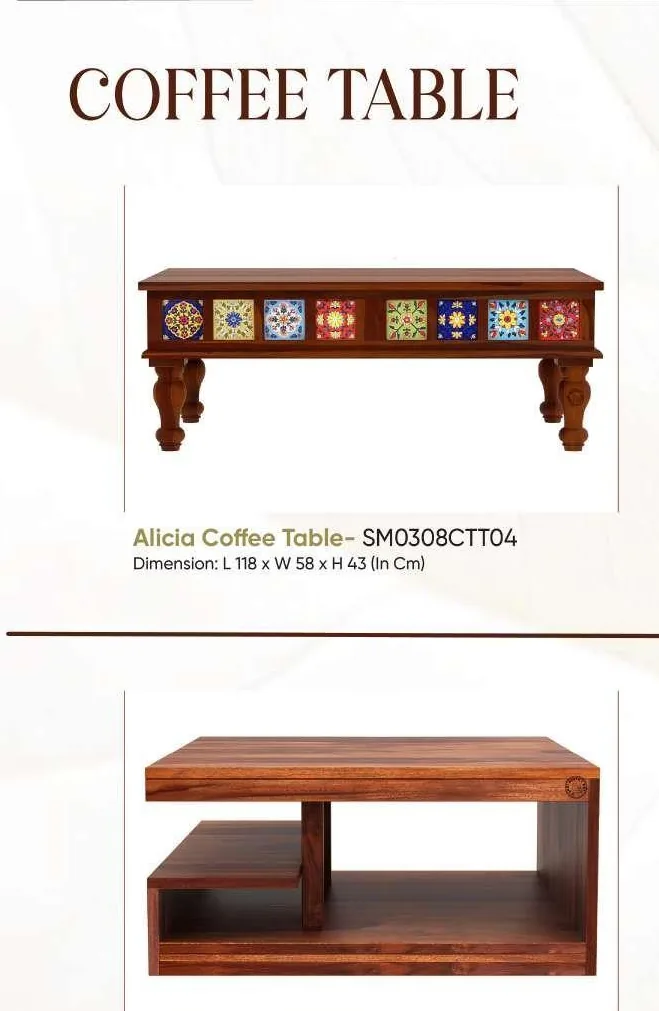 COFFEE TABLE
Alicia Coffee Table- SM0308CTT04
Dimension: L 118 x W 58 x H 43 (In Cm)